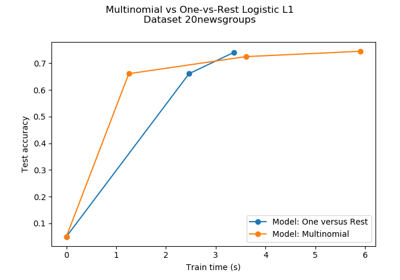 Multinomial vs One-vs-Rest Logistic L1
Dataset 20newsgroups
Test accuracy
0.7
0.6
0.5
0.4
0.3
0.2
0.1
Model: One versus Rest
Model: Multinomial
0 1 2 3 4 5 6
Train time (s)